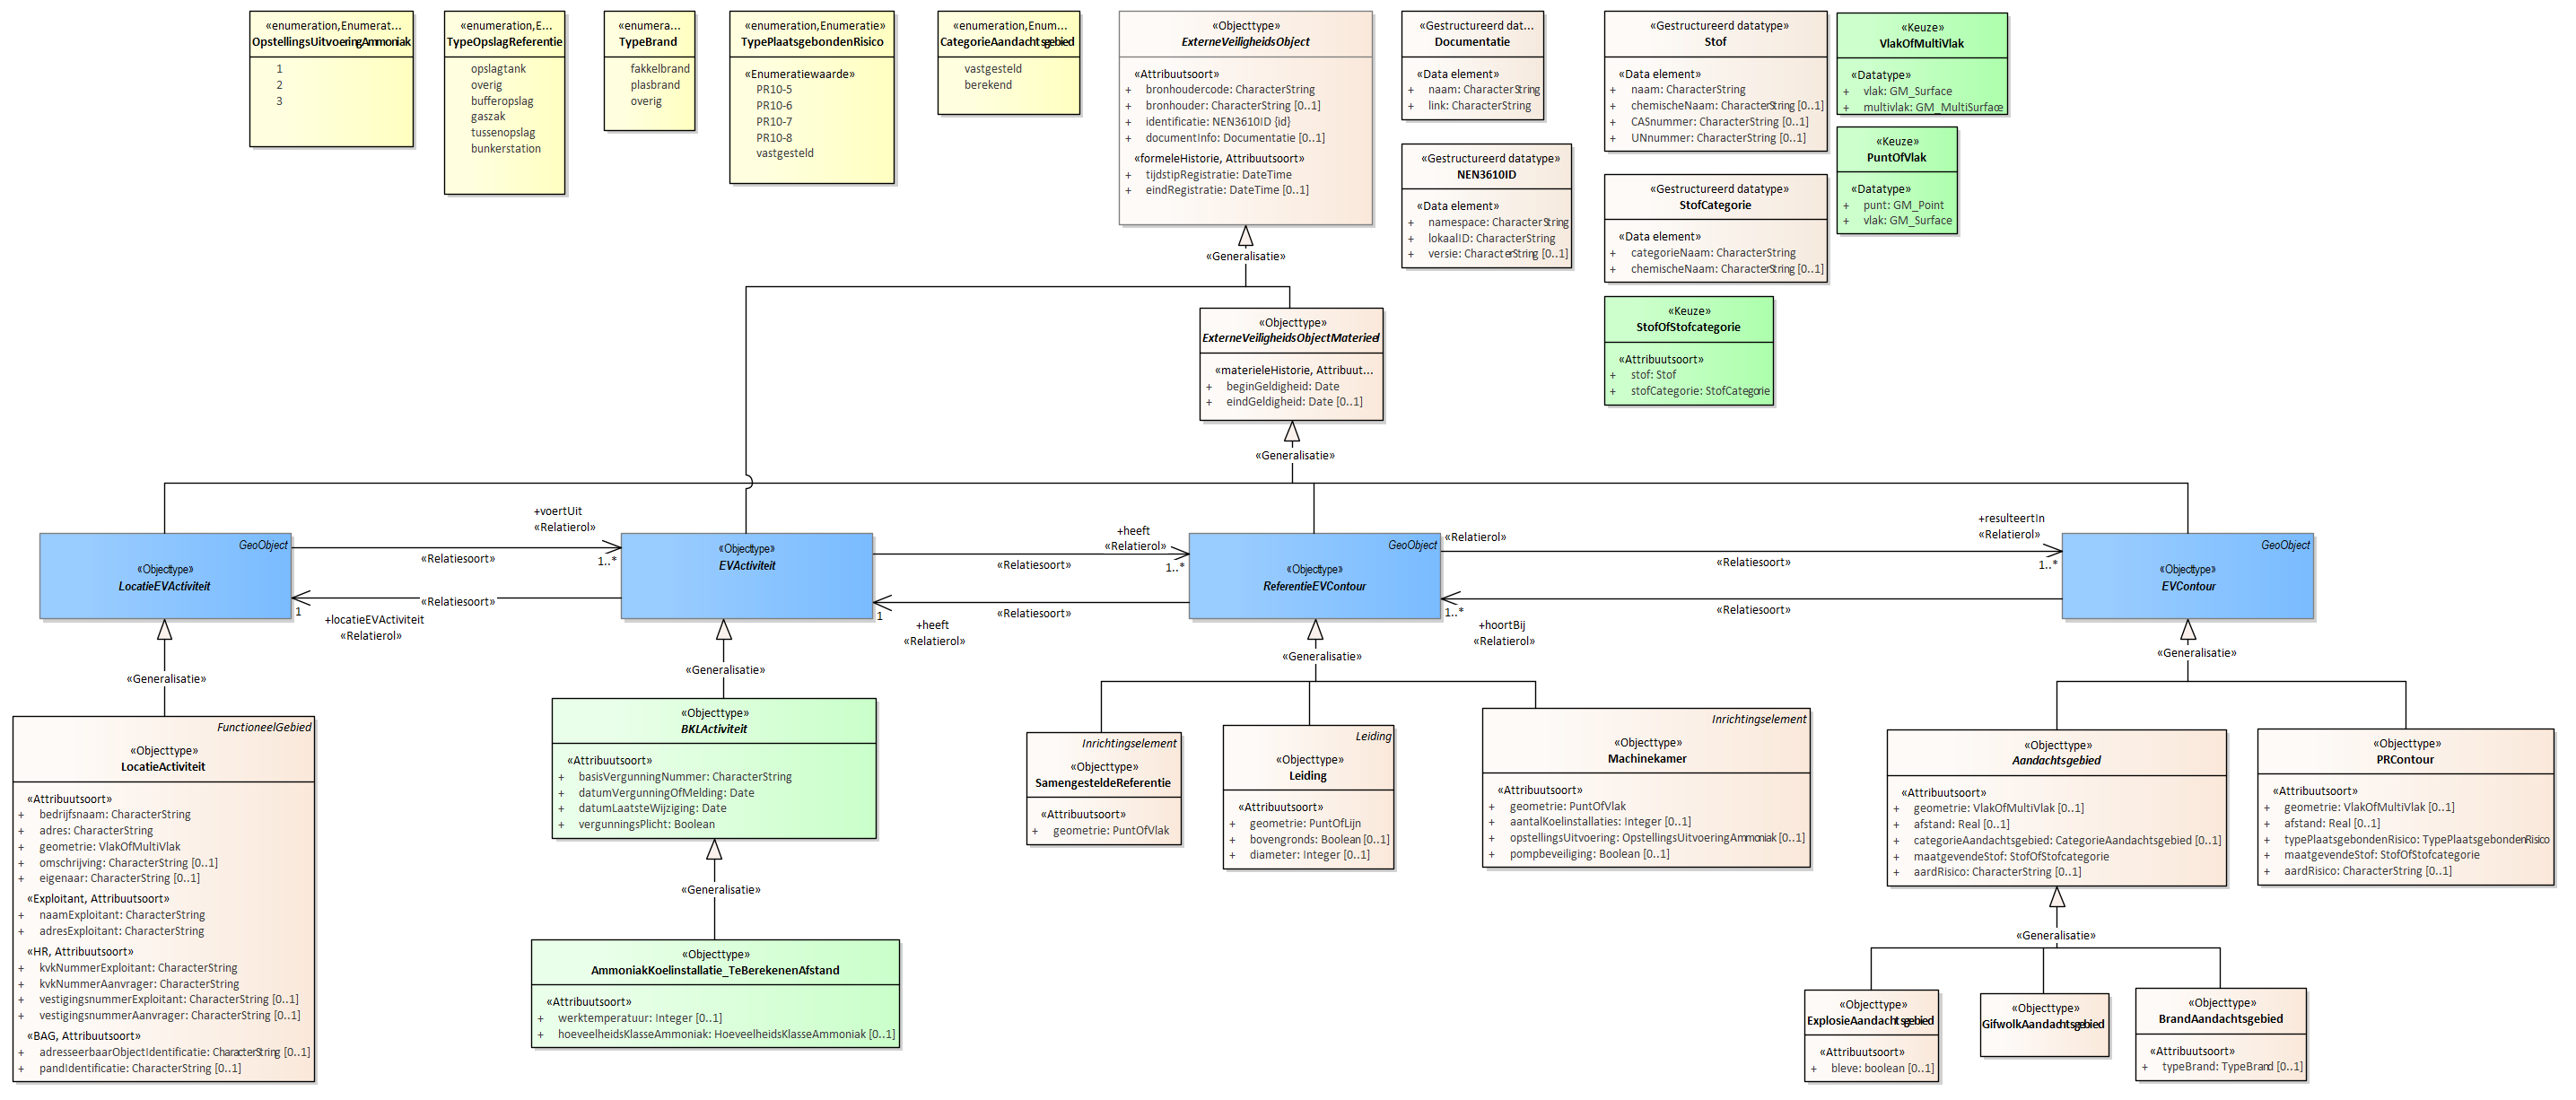 «enumeration,Enumerat...
OpstellingsUitvoeringAmmoniak
1
2
3
«enumeration,E...
TypeOpslagReferentie
opslagtank
overig
bufferopslag
gaszak
tussenopslag
bunkerstation
«enumera...
TypeBrand
fakkelbrand
plasbrand
overig
«enumeration,Enumeratie»
TypePlaatsgebondenRisico
«Enumeratiewaarde»
PR10-5
PR10-6
PR10-7
PR10-8
vastgesteld
«enumeration,Enum...
CategorieAandachtsgebied
vastgesteld
berekend
«Objecttype»
ExterneVeiligheidsObject
«Attribuutsoort»
+ bronhoudercode: CharacterString
+ bronhouder: CharacterString [0..1]
+ identificatie: NEN3610ID {id}
+ documentInfo: Documentatie [0..1]
«formeleHistorie, Attribuutsoort»
+ tijdstipRegistratie: DateTime
+ eindRegistratie: DateTime [0..1]
«Gestructureerd dat...
Documentatie
«Data element»
+ naam: CharacterString
+ link: CharacterString
«Gestructureerd datatype»
NEN3610ID
«Data element»
+ namespace: CharacterString
+ lokaalID: CharacterString
+ versie: CharacterString [0..1]
«Gestructureerd datatype»
Stof
«Data element»
+ naam: CharacterString
+ chemischeNaam: CharacterString [0..1]
+ CASnummer: CharacterString [0..1]
+ UNnummer: CharacterString [0..1]
«Gestructureerd datatype»
StofCategorie
«Data element»
+ categorieNaam: CharacterString
+ chemischeNaam: CharacterString [0..1]
«Keuze»
StofOfStofcategorie
«Attribuutsoort»
+ stof: Stof
+ stofCategorie: StofCategorie
«Keuze»
VlakOfMultiVlak
«Datatype»
+ vlak: GM_Surface
+ multivlak: GM_MultiSurface
«Keuze»
PuntOfVlak
«Datatype»
+ punt: GM_Point
+ vlak: GM_Surface
«Generalisatie»
«Objecttype»
ExterneVeiligheidsObjectMaterieel
«materieleHistorie, Attribuut...
+ beginGeldigheid: Date
+ eindGeldigheid: Date [0..1]
«Generalisatie»
GeoObject
«Objecttype»
LocatieEVActiviteit
+voertUit
«Relatierol»
«Relatiesoort»
1..*
«Relatiesoort»
1
+locatieEVActiviteit
«Relatierol»
«Objecttype»
EVActiviteit
+heeft
«Relatierol»
«Relatiesoort»
1..*
«Relatiesoort»
1
+heeft
«Relatierol»
GeoObject
«Objecttype»
ReferentieEVContour
«Relatierol»
+resulteertIn
«Relatierol»
«Relatiesoort»
1..*
«Relatiesoort»
1..*
+hoortBij
«Relatierol»
GeoObject
«Objecttype»
EVContour
«Generalisatie»
«Generalisatie»
«Generalisatie»
«Generalisatie»
FunctioneelGebied
«Objecttype»
LocatieActiviteit
«Attribuutsoort»
+ bedrijfsnaam: CharacterString
+ adres: CharacterString
+ geometrie: VlakOfMultiVlak
+ omschrijving: CharacterString [0..1]
+ eigenaar: CharacterString [0..1]
«Exploitant, Attribuutsoort»
+ naamExploitant: CharacterString
+ adresExploitant: CharacterString
«HR, Attribuutsoort»
+ kvkNummerExploitant: CharacterString
+ kvkNummerAanvrager: CharacterString
+ vestigingsnummerExploitant: CharacterString [0..1]
+ vestigingsnummerAanvrager: CharacterString [0..1]
«BAG, Attribuutsoort»
+ adresseerbaarObjectIdentificatie: CharacterString [0..1]
+ pandIdentificatie: CharacterString [0..1]
«Objecttype»
BKLActiviteit
«Attribuutsoort»
+ basisVergunningNummer: CharacterString
+ datumVergunningOfMelding: Date
+ datumLaatsteWijziging: Date
+ vergunningsPlicht: Boolean
«Generalisatie»
«Objecttype»
AmmoniakKoelinstallatie_TeBerekenenAfstand
«Attribuutsoort»
+ werktemperatuur: Integer [0..1]
+ hoeveelheidsKlasseAmmoniak: HoeveelheidsKlasseAmmoniak [0..1]
Inrichtingselement
«Objecttype»
SamengesteldeReferentie
«Attribuutsoort»
+ geometrie: PuntOfVlak
Leiding
«Objecttype»
Leiding
«Attribuutsoort»
+ geometrie: PuntOfLijn
+ bovengronds: Boolean [0..1]
+ diameter: Integer [0..1]
Inrichtingselement
«Objecttype»
Machinekamer
«Attribuutsoort»
+ geometrie: PuntOfVlak
+ aantalKoelinstallaties: Integer [0..1]
+ opstellingsUitvoering: OpstellingsUitvoeringAmmoniak [0..1]
+ pompbeveiliging: Boolean [0..1]
«Objecttype»
Aandachtsgebied
«Attribuutsoort»
+ geometrie: VlakOfMultiVlak [0..1]
+ afstand: Real [0..1]
+ categorieAandachtsgebied: CategorieAandachtsgebied [0..1]
+ maatgevendeStof: StofOfStofcategorie
+ aardRisico: CharacterString [0..1]
«Objecttype»
PRContour
«Attribuutsoort»
+ geometrie: VlakOfMultiVlak [0..1]
+ afstand: Real [0..1]
+ typePlaatsgebondenRisico: TypePlaatsgebondenRisico
+ maatgevendeStof: StofOfStofcategorie
+ aardRisico: CharacterString [0..1]
«Generalisatie»
«Objecttype»
ExplosieAandachtsgebied
«Attribuutsoort»
+ bleve: boolean [0..1]
«Objecttype»
GifwolkAandachtsgebied
«Objecttype»
BrandAandachtsgebied
«Attribuutsoort»
+ typeBrand: TypeBrand [0..1]